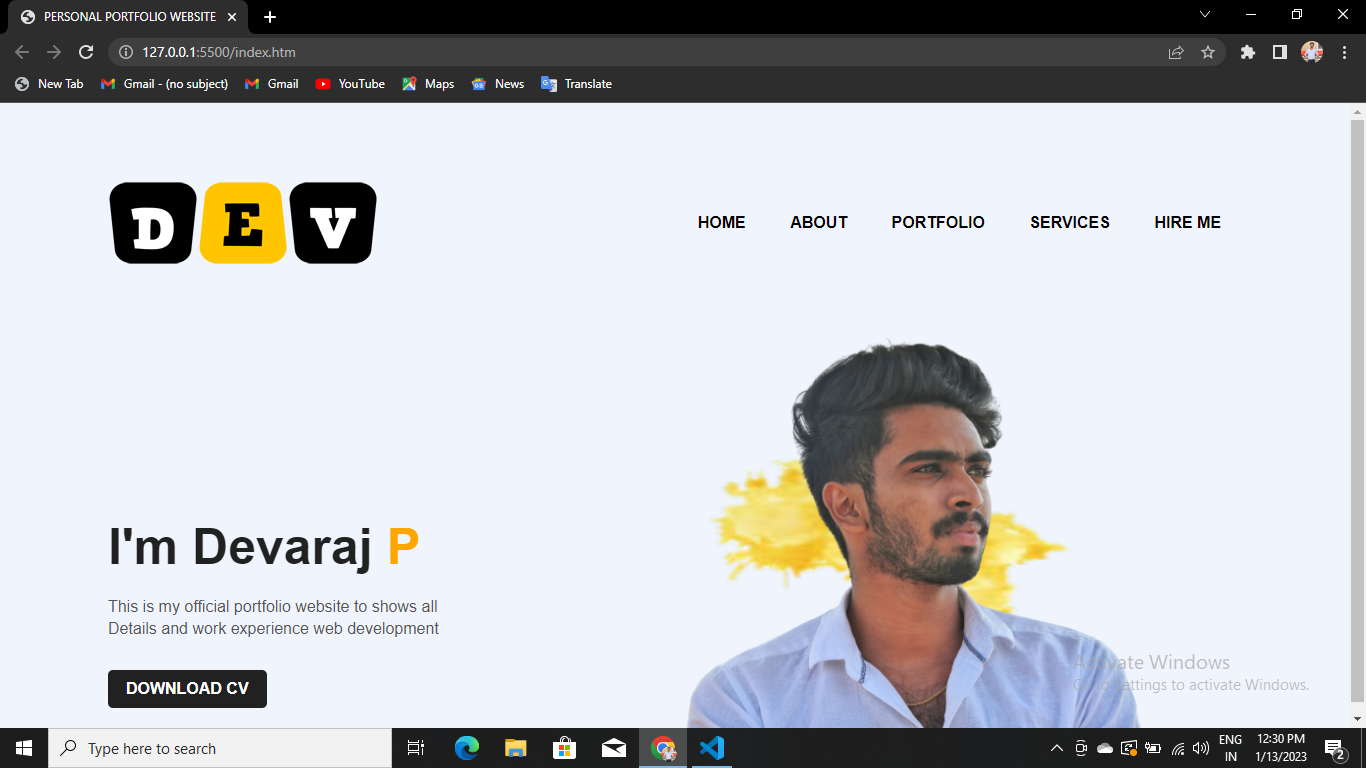 PERSONAL PORTFOLIO WEBSITE
127.0.0.1:5500/index.htm
New Tab Gmail - (no subject) Gmail YouTube Maps News Translate
DEV
HOME ABOUT PORTFOLIO SERVICES HIRE ME
I'm Devaraj P
This is my official portfolio website to shows all
Details and work experience web development
DOWNLOAD CV
Activate Windows
Go to Settings to activate Windows.
Type here to search
ENG
IN
12:30 PM
1/13/2023
2